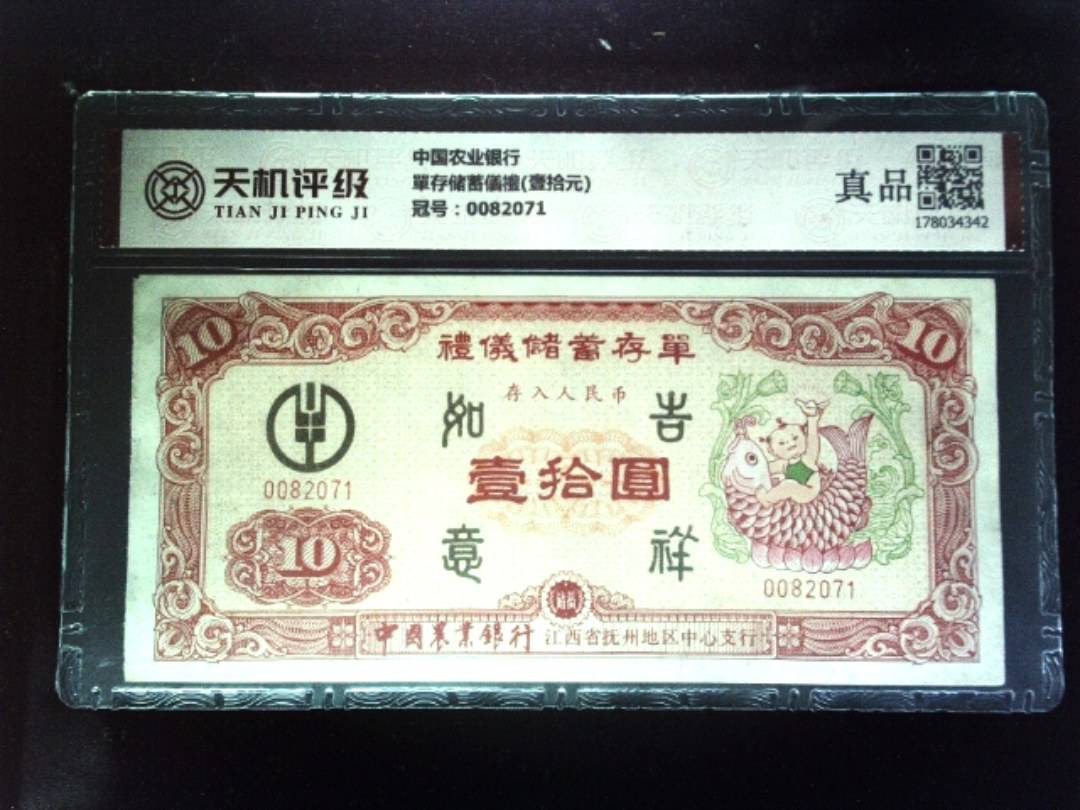 天机评级
TIAN JI PING JI
中国农业银行
單存储蓄儀禮(壹拾元)
冠号：0082071
真品
178034342
10
10
禮儀儲蓄存單
存入人民币
如
吉
壹拾圓
意
祥
0082071
10
0082071
中國農業銀行 江西省抚州地区中心支行